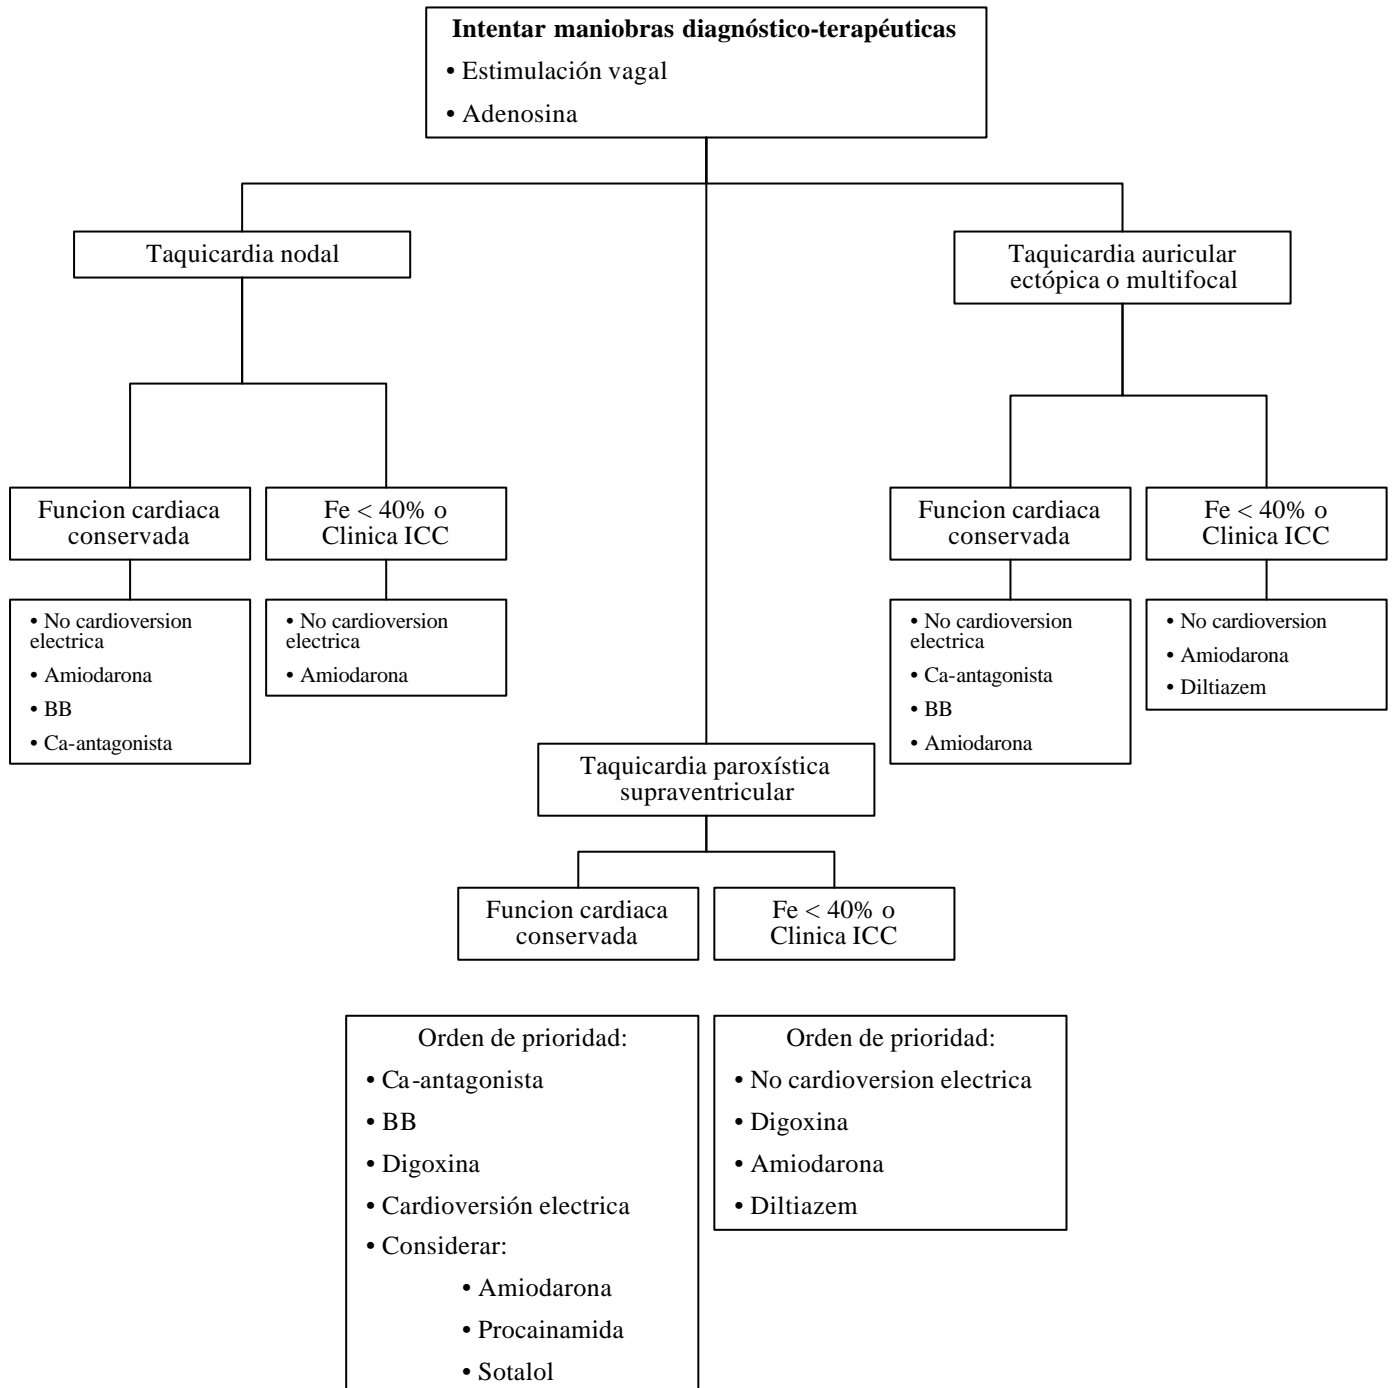 Intentar maniobras diagnóstico-terapéuticas
• Estimulación vagal
• Adenosina
Taquicardia nodal
Taquicardia auricular
ectópica o multifocal
Funcion cardiaca
conservada
Fe < 40% o
Clinica ICC
Funcion cardiaca
conservada
Fe < 40% o
Clinica ICC
• No cardioversion
electrica
• Amiodarona
• BB
• Ca-antagonista
• No cardioversion
electrica
• Amiodarona
• No cardioversion
electrica
• Ca-antagonista
• BB
• Amiodarona
• No cardioversion
• Amiodarona
• Diltiazem
Taquicardia paroxística
supraventricular
Funcion cardiaca
conservada
Fe < 40% o
Clinica ICC
Orden de prioridad:
• Ca-antagonista
• BB
• Digoxina
• Cardioversión electrica
• Considerar:
• Amiodarona
• Procainamida
• Sotalol
Orden de prioridad:
• No cardioversion electrica
• Digoxina
• Amiodarona
• Diltiazem